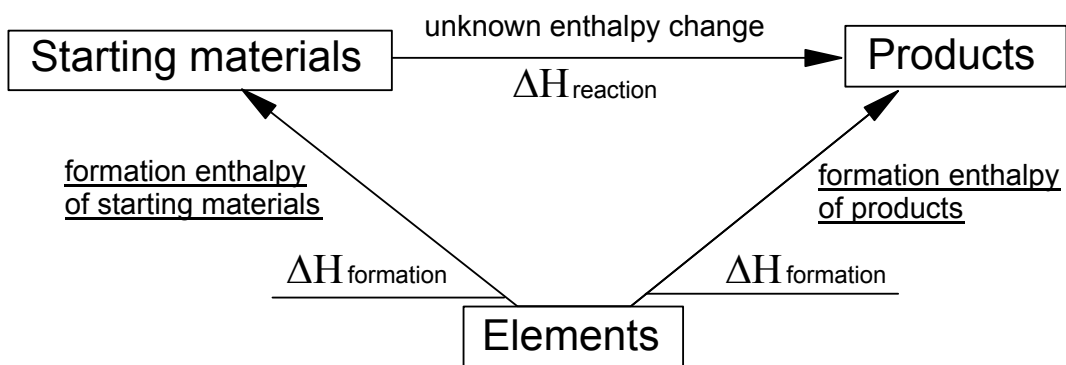 unknown enthalpy change
Starting materials
Products
ΔH reaction
formation enthalpy
of starting materials
formation enthalpy
of products
ΔH formation
ΔH formation
Elements